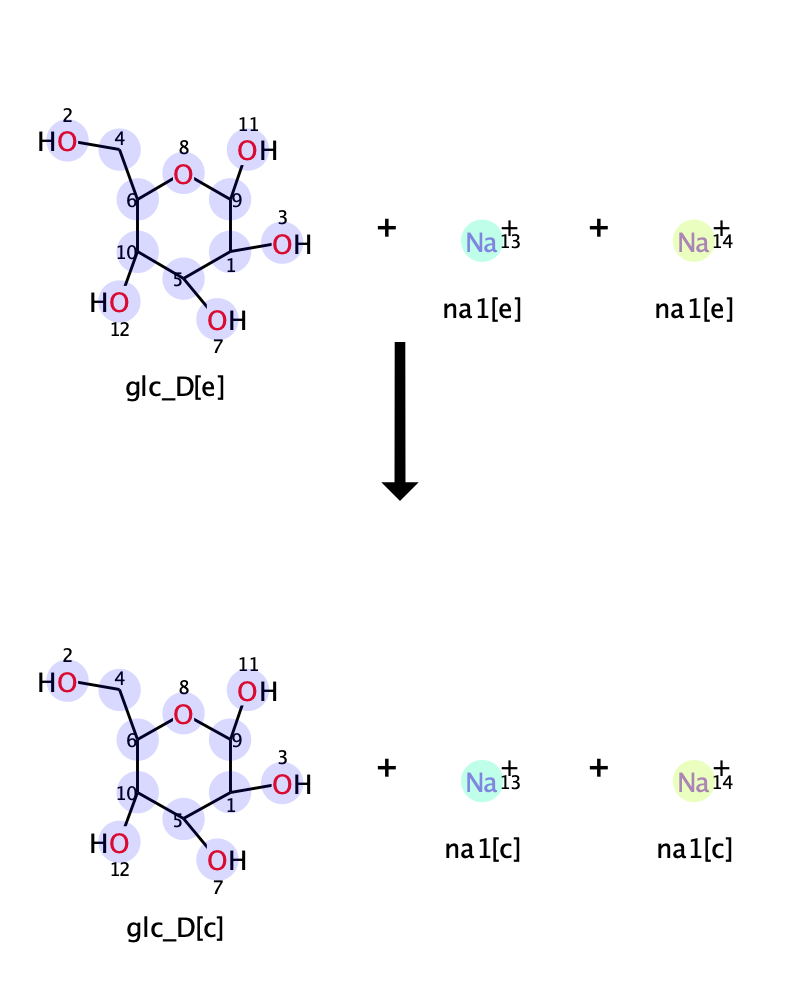 2
HO
4
8
O
11
OH
6
9
3
OH
10
1
5
HO
12
OH
7
glc_D[e]
+
Na+
13
na1[e]
+
Na+
14
na1[e]
2
HO
4
8
O
11
OH
6
9
3
OH
10
1
5
HO
12
OH
7
glc_D[c]
+
Na+
13
na1[c]
+
Na+
14
na1[c]